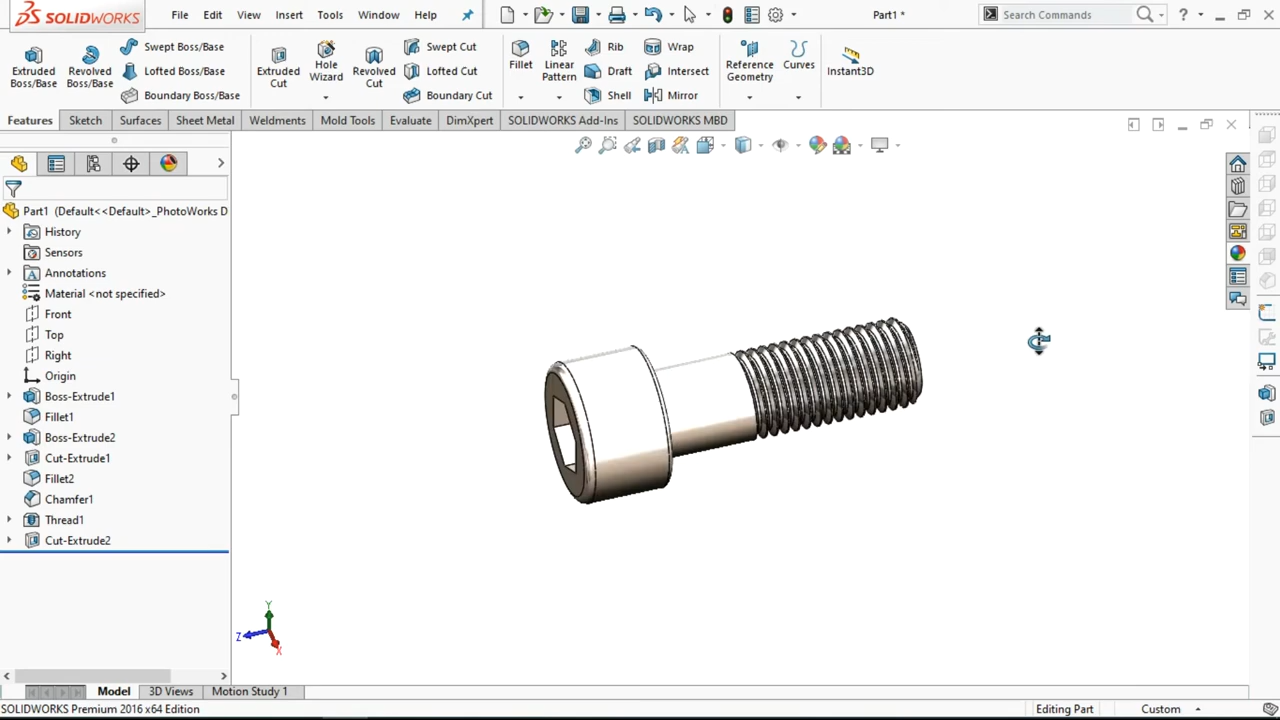 SOLIDWORKS File Edit View Insert Tools Window Help Part1 * Search Commands ?
Extruded Boss/Base
Revolved Boss/Base
Swept Boss/Base
Lofted Boss/Base
Boundary Boss/Base
Extruded Cut
Hole Wizard
Revolved Cut
Swept Cut
Lofted Cut
Boundary Cut
Fillet
Linear Pattern
Rib
Draft
Shell
Wrap
Intersect
Mirror
Reference Geometry
Curves
Instant3D
Features Sketch Surfaces Sheet Metal Weldments Mold Tools Evaluate DimXpert SOLIDWORKS Add-Ins SOLIDWORKS MBD
Part1 (Default<<Default>_PhotoWorks D
History
Sensors
Annotations
Material <not specified>
Front
Top
Right
Origin
Boss-Extrude1
Fillet1
Boss-Extrude2
Cut-Extrude1
Fillet2
Chamfer1
Thread1
Cut-Extrude2
Y
Z
X
Model 3D Views Motion Study 1
SOLIDWORKS Premium 2016 x64 Edition Editing Part Custom